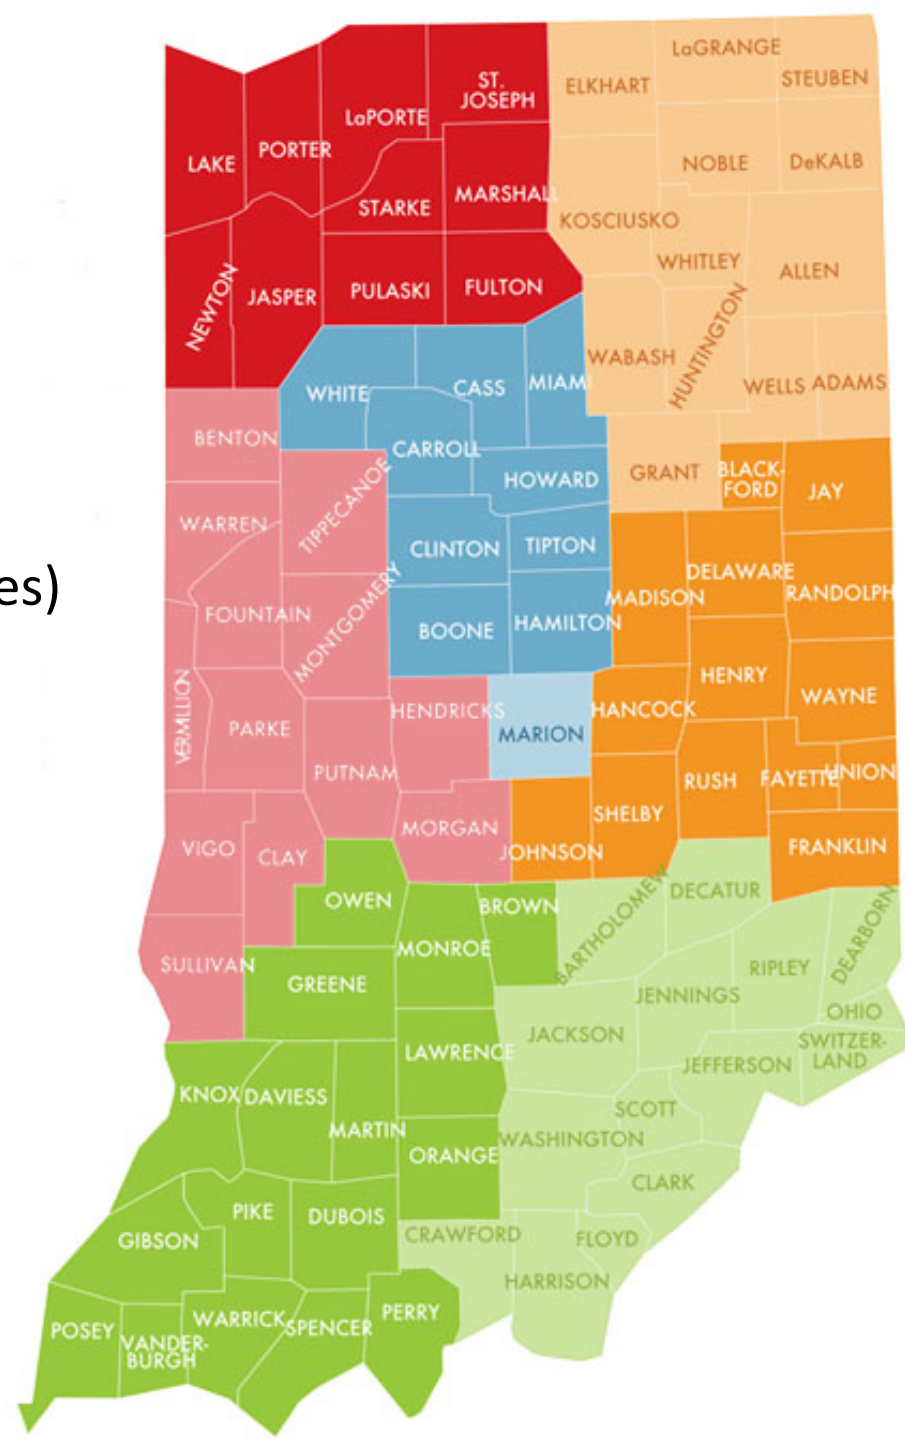 LaGRANGE
ST.
JOSEPH
ELKHART
STEUBEN
LaPORTE
PORTER
LAKE
NOBLE
DeKALB
MARSHALL
STARKE
KOSCIUSKO
WHITLEY
ALLEN
NEWTON
JASPER
PULASKI
FULTON
HUNTINGTON
WABASH
WHITE
CASS
MIAMI
WELLS
ADAMS
BENTON
CARROLL
GRANT
BLACK-
FORD
HOWARD
JAY
TIPPECANOE
WARREN
CLINTON
TIPTON
DELAWARE
es)
MADISON
RANDOLPH
FOUNTAIN
MONTGOMERY
BOONE
HAMILTON
HENRY
WAYNE
VERMILLION
PARKE
HENDRICKS
MARION
HANCOCK
PUTNAM
RUSH
FAYETTE
UNION
SHELBY
MORGAN
VIGO
CLAY
JOHNSON
FRANKLIN
OWEN
BROWN
BARTHOLOMEW
DECATUR
DEARBORN
MONROE
SULLIVAN
GREENE
RIPLEY
JENNINGS
OHIO
JACKSON
LAWRENCE
SWITZER-
LAND
JEFFERSON
KNOX
DAVIESS
SCOTT
MARTIN
WASHINGTON
ORANGE
CLARK
PIKE
DUBOIS
GIBSON
CRAWFORD
FLOYD
HARRISON
PERRY
WARRICK
SPENCER
POSEY
VANDER-
BURGH